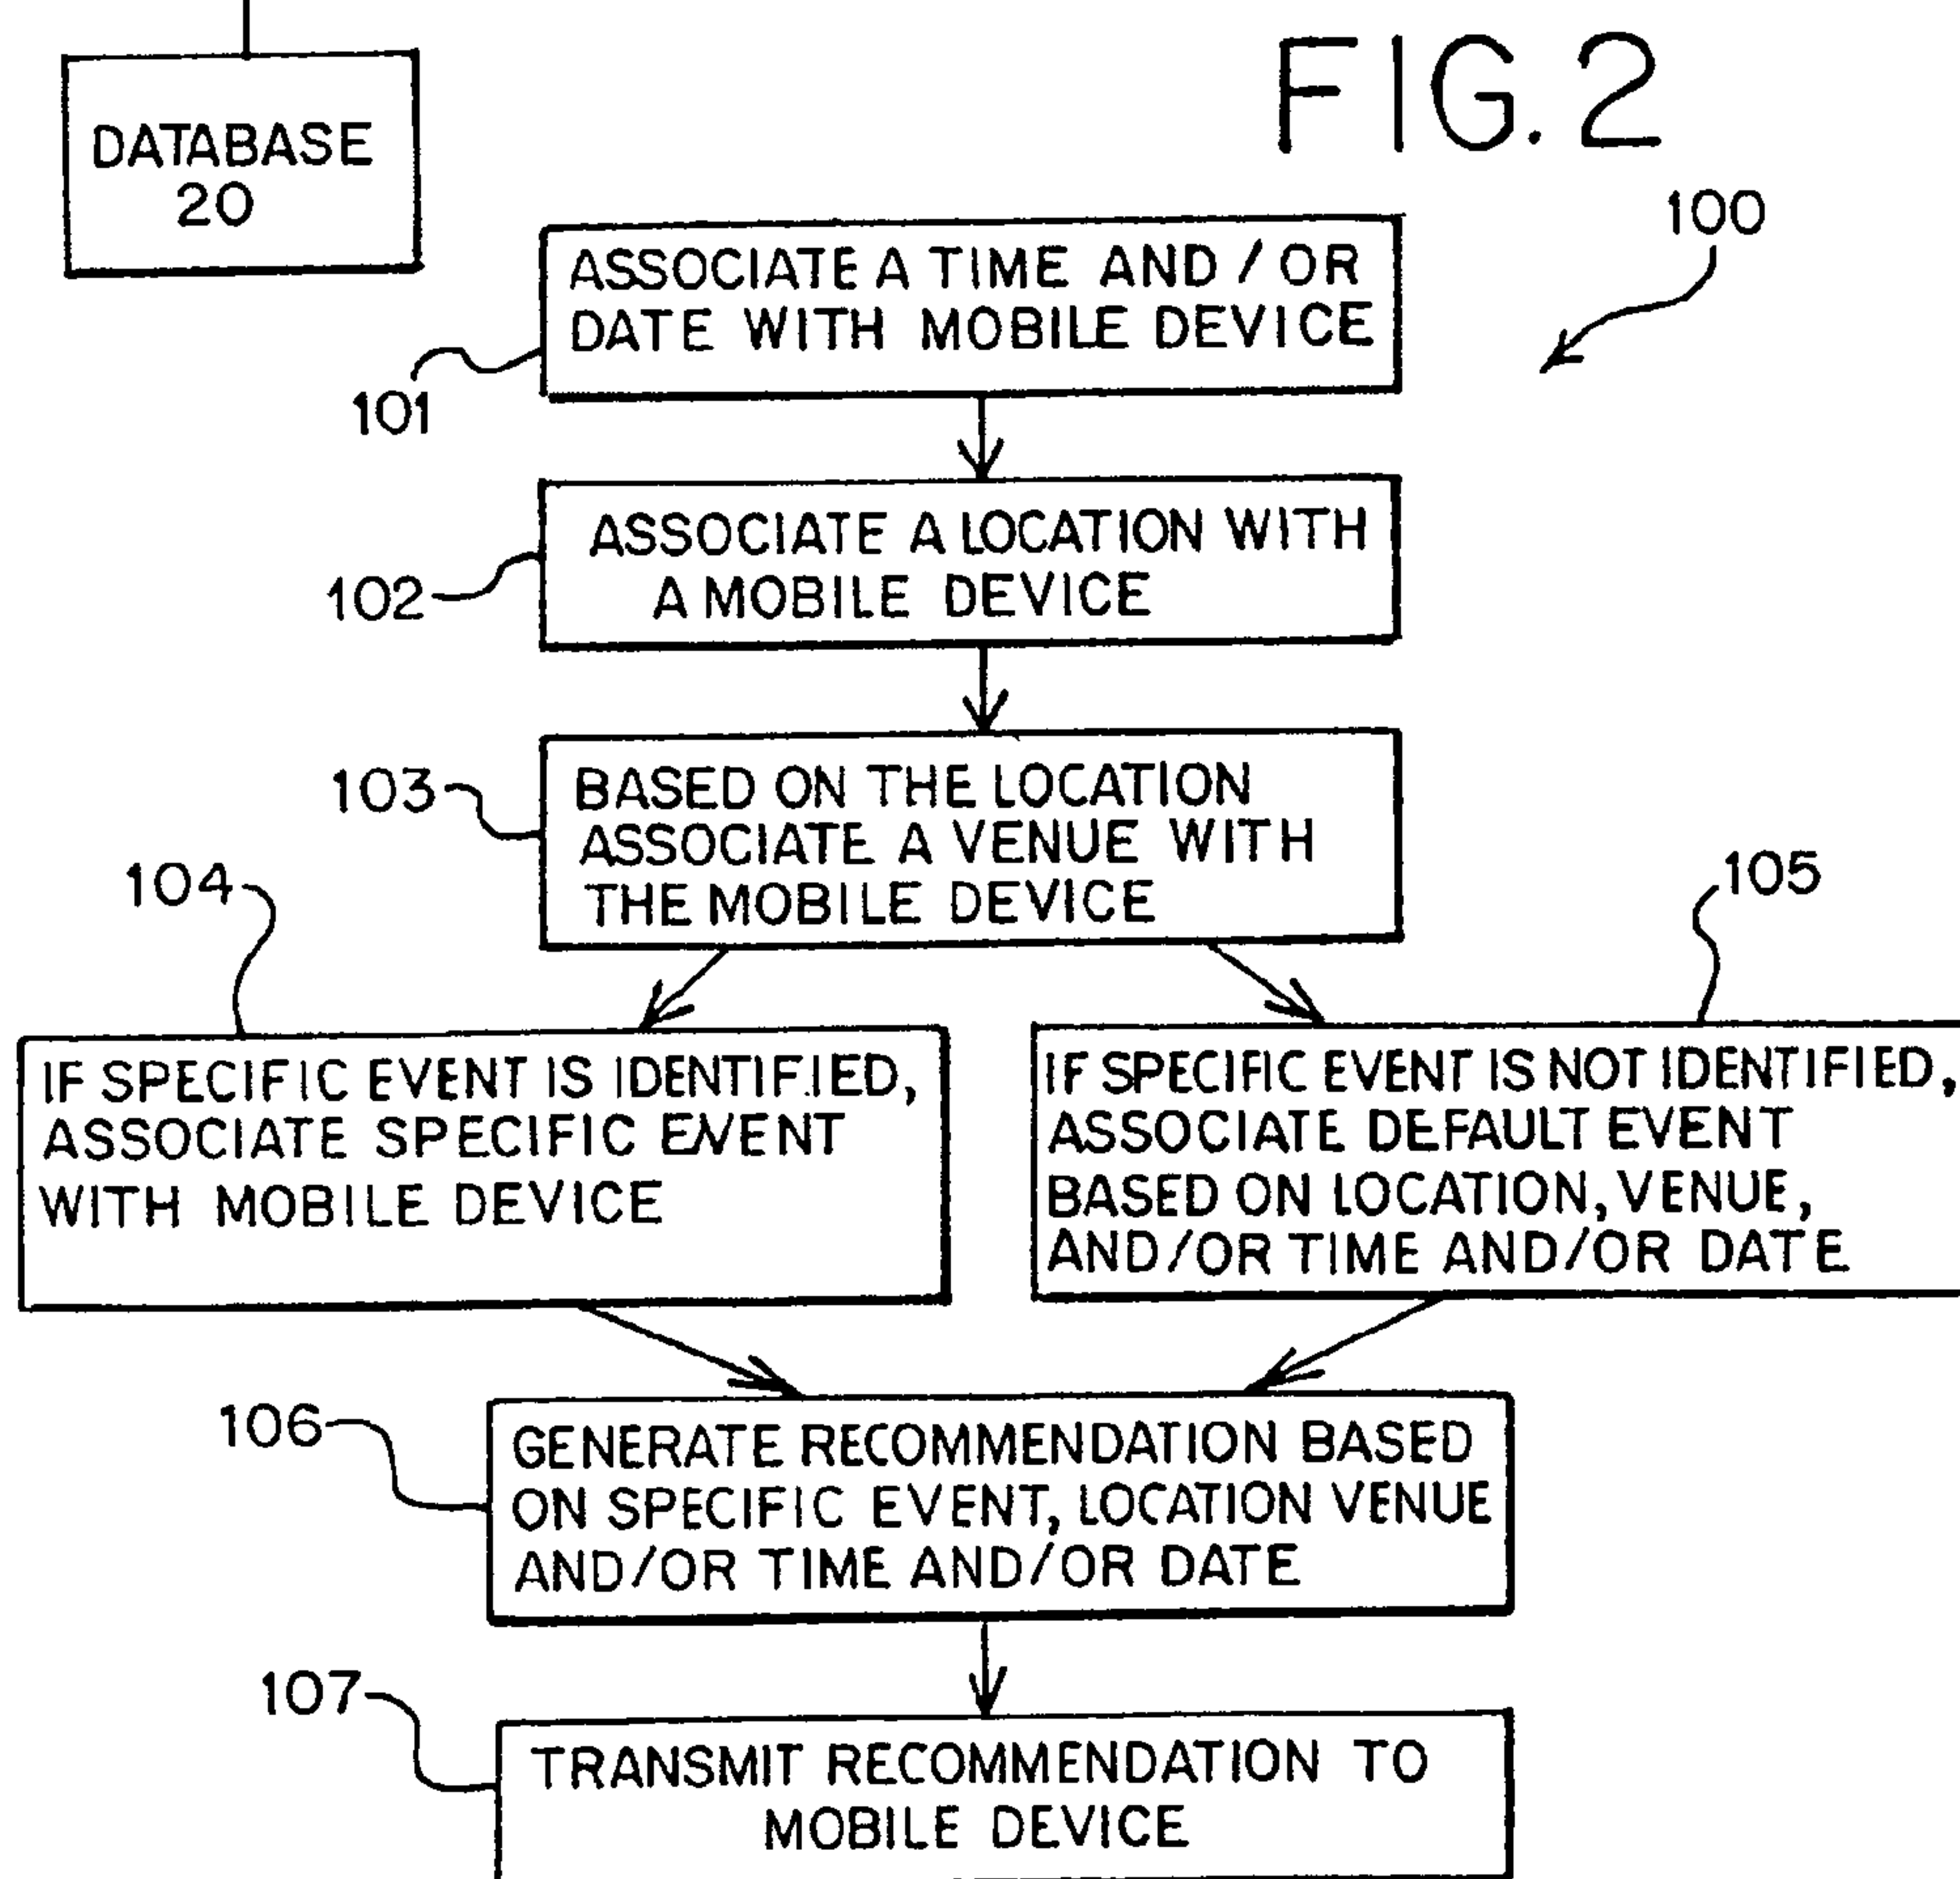 DATABASE
20
FIG. 2
100
ASSOCIATE A TIME AND / OR
DATE WITH MOBILE DEVICE
101
ASSOCIATE A LOCATION WITH
A MOBILE DEVICE
102
103
BASED ON THE LOCATION
ASSOCIATE A VENUE WITH
THE MOBILE DEVICE
104
105
IF SPECIFIC EVENT IS IDENTIFIED,
ASSOCIATE SPECIFIC EVENT
WITH MOBILE DEVICE
IF SPECIFIC EVENT IS NOT IDENTIFIED,
ASSOCIATE DEFAULT EVENT
BASED ON LOCATION, VENUE,
AND/OR TIME AND/OR DATE
106
GENERATE RECOMMENDATION BASED
ON SPECIFIC EVENT, LOCATION VENUE
AND/OR TIME AND/OR DATE
107
TRANSMIT RECOMMENDATION TO
MOBILE DEVICE